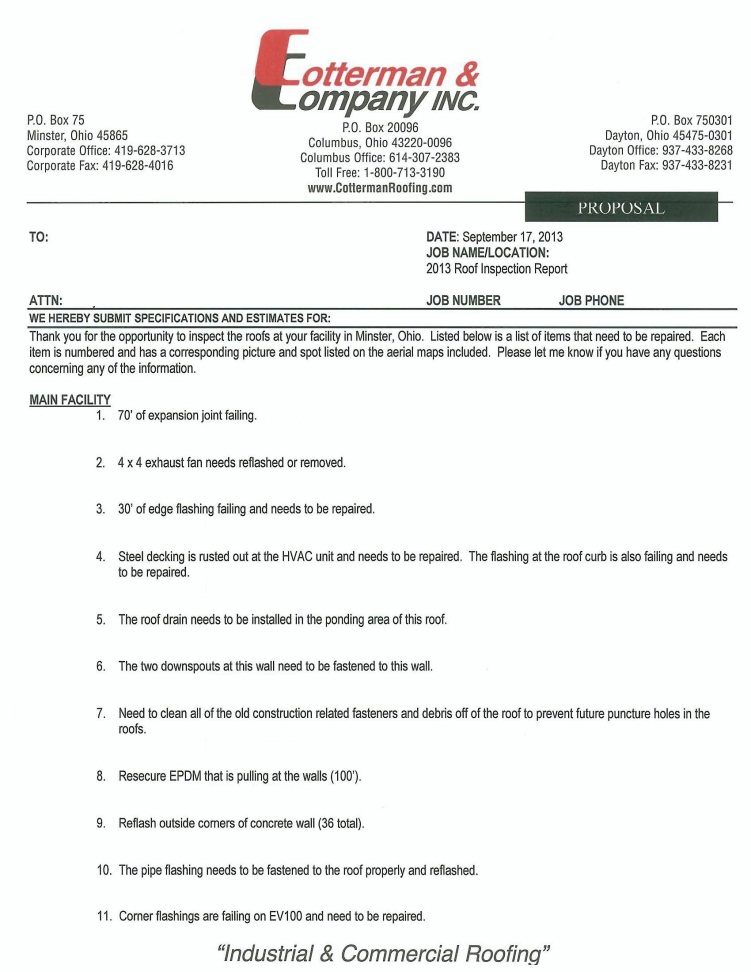 Cotterman &
Company INC.
P.O. Box 75
Minster, Ohio 45865
Corporate Office: 419-628-3713
Corporate Fax: 419-628-4016
P.O. Box 20096
Columbus, Ohio 43220-0096
Columbus Office: 614-307-2383
Toll Free: 1-800-713-3190
www.CottermanRoofing.com
P.O. Box 750301
Dayton, Ohio 45475-0301
Dayton Office: 937-433-8268
Dayton Fax: 937-433-8231
PROPOSAL
TO:
DATE: September 17, 2013
JOB NAME/LOCATION:
2013 Roof Inspection Report
ATTN:
JOB NUMBER JOB PHONE
WE HEREBY SUBMIT SPECIFICATIONS AND ESTIMATES FOR:
Thank you for the opportunity to inspect the roofs at your facility in Minster, Ohio. Listed below is a list of items that need to be repaired. Each
item is numbered and has a corresponding picture and spot listed on the aerial maps included. Please let me know if you have any questions
concerning any of the information.
MAIN FACILITY
1. 70' of expansion joint failing.
2. 4 x 4 exhaust fan needs reflashed or removed.
3. 30' of edge flashing failing and needs to be repaired.
4. Steel decking is rusted out at the HVAC unit and needs to be repaired. The flashing at the roof curb is also failing and needs
to be repaired.
5. The roof drain needs to be installed in the ponding area of this roof.
6. The two downspouts at this wall need to be fastened to this wall.
7. Need to clean all of the old construction related fasteners and debris off of the roof to prevent future puncture holes in the
roofs.
8. Resecure EPDM that is pulling at the walls (100').
9. Reflash outside corners of concrete wall (36 total).
10. The pipe flashing needs to be fastened to the roof properly and reflashed.
11. Corner flashings are failing on EV100 and need to be repaired.
"Industrial & Commercial Roofing"